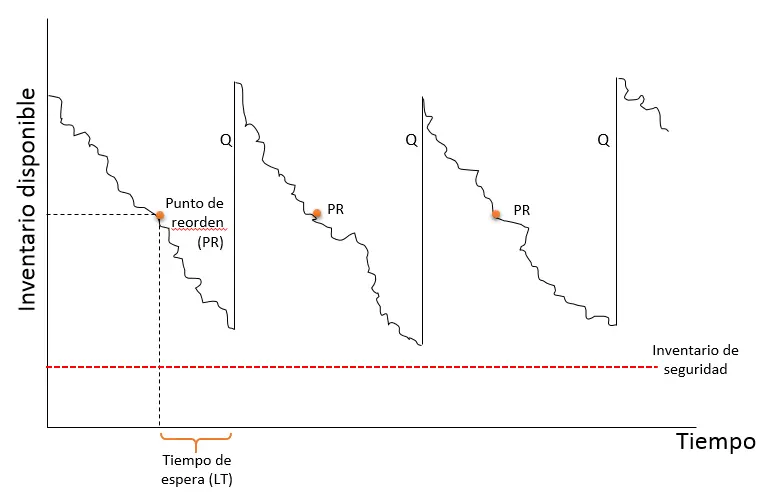 Inventario disponible
Q
Q
Q
Punto de
reorden
(PR)
PR
PR
Inventario de
seguridad
Tiempo
Tiempo de
espera (LT)